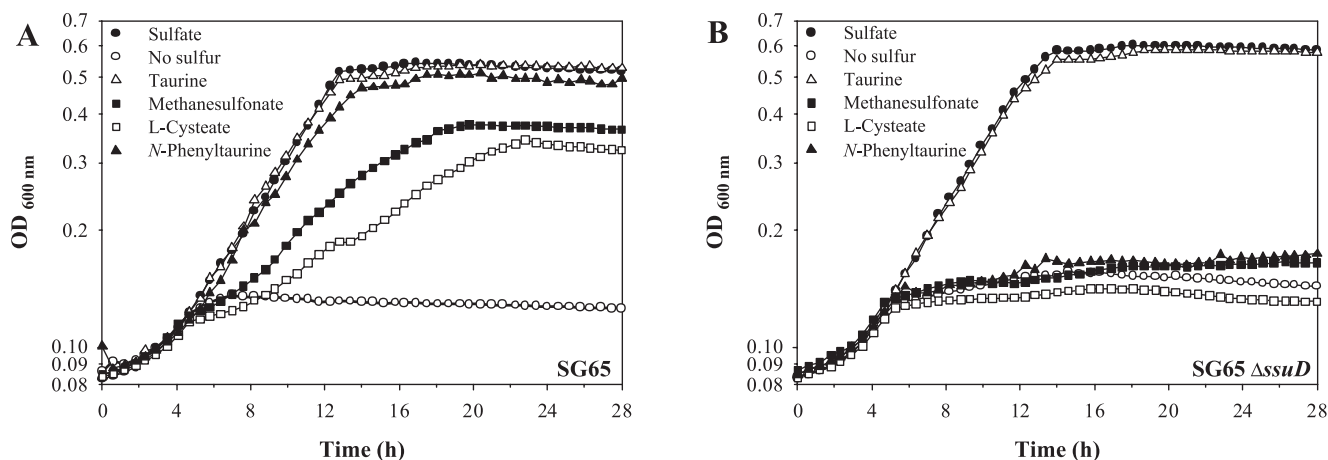 A
Sulfate
No sulfur
Taurine
Methanesulfonate
L-Cysteate
N-Phenyltaurine
0.7
0.6
0.5
0.4
0.3
0.2
0.10
0.09
0.08
OD 600 nm
SG65
0 4 8 12 16 20 24 28
Time (h)
B
Sulfate
No sulfur
Taurine
Methanesulfonate
L-Cysteate
N-Phenyltaurine
0.7
0.6
0.5
0.4
0.3
0.2
0.10
0.09
0.08
OD 600 nm
SG65 ΔssuD
0 4 8 12 16 20 24 28
Time (h)